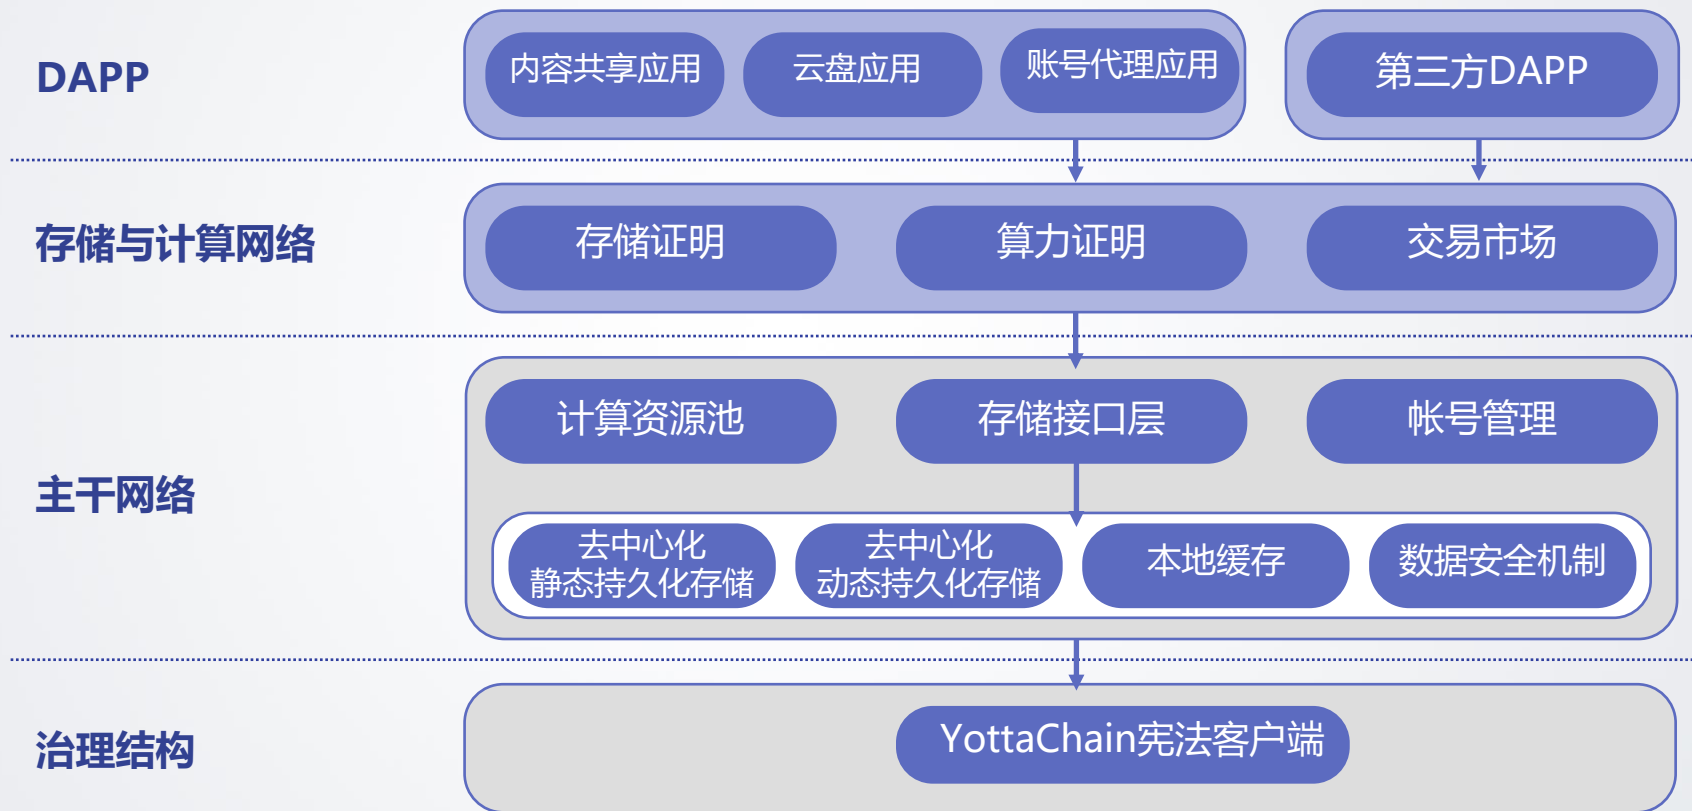 DAPP
内容共享应用
云盘应用
账号代理应用
第三方DAPP
存储与计算网络
存储证明
算力证明
交易市场
主干网络
计算资源池
存储接口层
帐号管理
去中心化
静态持久化存储
去中心化
动态持久化存储
本地缓存
数据安全机制
治理结构
YottaChain宪法客户端